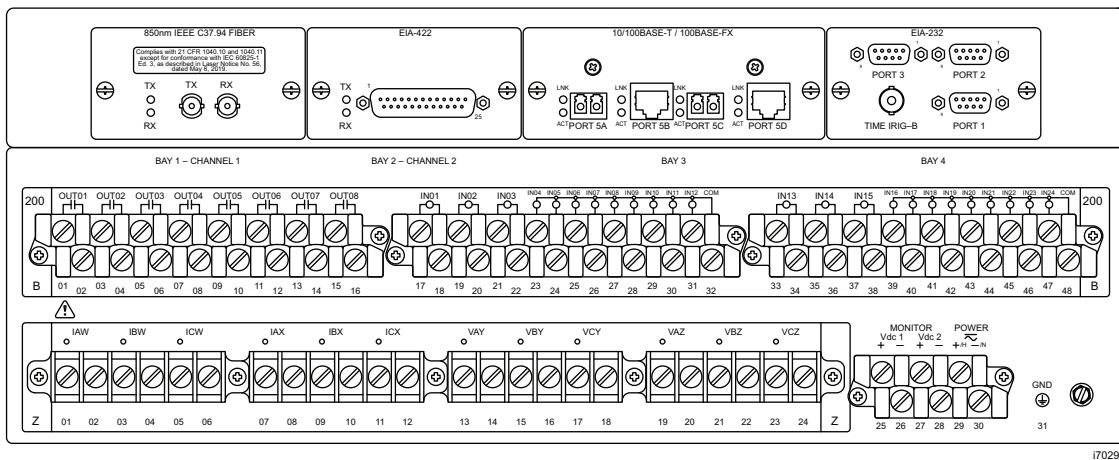 850nm IEEE C37.94 FIBER
EIA-422
10/100BASE-T / 100BASE-FX
EIA-232
Complies with 21 CFR 1040.10 and 1040.11
except for conformance with IEC 60825-1
Ed. 3, as described in Laser Notice No. 56,
dated May 8, 2019.
TX TX RX
RX
TX 1
RX 25
LNK LNK LNK LNK
ACT PORT 5A ACT PORT 5B ACT PORT 5C ACT PORT 5D
1 1
9 9
PORT 3 PORT 2
1
9
TIME IRIG–B PORT 1
BAY 1 – CHANNEL 1 BAY 2 – CHANNEL 2 BAY 3 BAY 4
200 OUT01 OUT02 OUT03 OUT04 OUT05 OUT06 OUT07 OUT08 IN01 IN02 IN03 IN04 IN05 IN06 IN07 IN08 IN09 IN10 IN11 IN12 COM IN13 IN14 IN15 IN16 IN17 IN18 IN19 IN20 IN21 IN22 IN23 IN24 COM 200
B 01 02 03 04 05 06 07 08 09 10 11 12 13 14 15 16 17 18 19 20 21 22 23 24 25 26 27 28 29 30 31 32 33 34 35 36 37 38 39 40 41 42 43 44 45 46 47 48 B
IAW IBW ICW IAX IBX ICX VAY VBY VCY VAZ VBZ VCZ
MONITOR POWER
Vdc 1 Vdc 2
+ – + – +/H –/N
GND
Z 01 02 03 04 05 06 07 08 09 10 11 12 13 14 15 16 17 18 19 20 21 22 23 24 Z
25 26 27 28 29 30 31
i7029